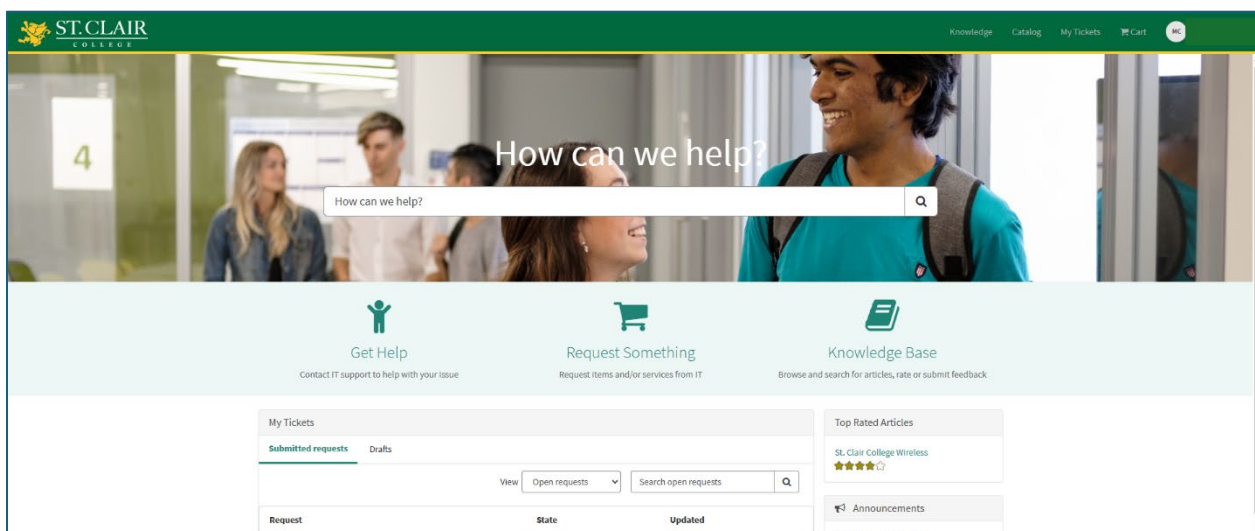 ST. CLAIR
COLLEGE
Knowledge Catalog My Tickets Cart MC
4
How can we help?
How can we help?
Get Help Request Something Knowledge Base
Contact IT support to help with your issue Request items and/or services from IT Browse and search for articles, rate or submit feedback
My Tickets
Submitted requests Drafts
View Open requests Search open requests
Request State Updated
Top Rated Articles
St. Clair College Wireless
Announcements